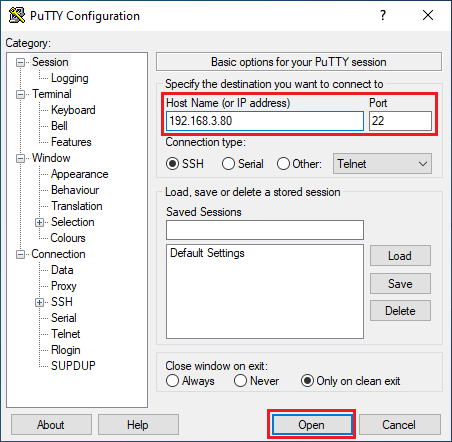 PuTTY Configuration
?
Category:
Session
Logging
Terminal
Keyboard
Bell
Features
Window
Appearance
Behaviour
Translation
Selection
Colours
Connection
Data
Proxy
SSH
Serial
Telnet
Rlogin
SUPDUP
Basic options for your PuTTY session
Specify the destination you want to connect to
Host Name (or IP address) Port
192.168.3.80 22
Connection type:
SSH Serial Other: Telnet
Load, save or delete a stored session
Saved Sessions
Default Settings
Load
Save
Delete
Close window on exit:
Always Never Only on clean exit
About Help Open Cancel